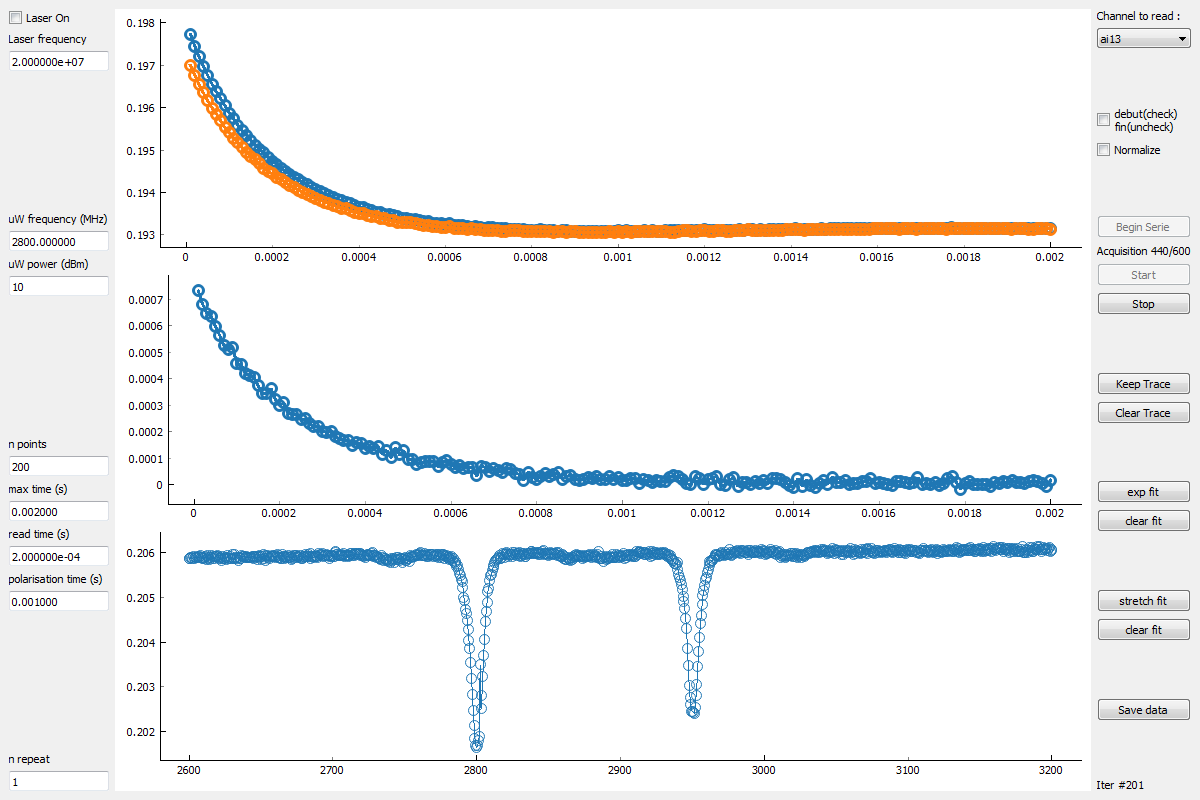 Laser On
Laser frequency
2.000000e+07
uW frequency (MHz)
2800.000000
uW power (dBm)
10
n points
200
max time (s)
0.002000
read time (s)
2.000000e-04
polarisation time (s)
0.001000
n repeat
1
0.198
0.197
0.196
0.195
0.194
0.193
0 0.0002 0.0004 0.0006 0.0008 0.001 0.0012 0.0014 0.0016 0.0018 0.002
0.0007
0.0006
0.0005
0.0004
0.0003
0.0002
0.0001
0
0 0.0002 0.0004 0.0006 0.0008 0.001 0.0012 0.0014 0.0016 0.0018 0.002
0.206
0.205
0.204
0.203
0.202
2600 2700 2800 2900 3000 3100 3200
Channel to read :
ai13
debut(check)
fin(uncheck)
Normalize
Begin Serie
Acquisition 440/600
Start
Stop
Keep Trace
Clear Trace
exp fit
clear fit
stretch fit
clear fit
Save data
Iter #201